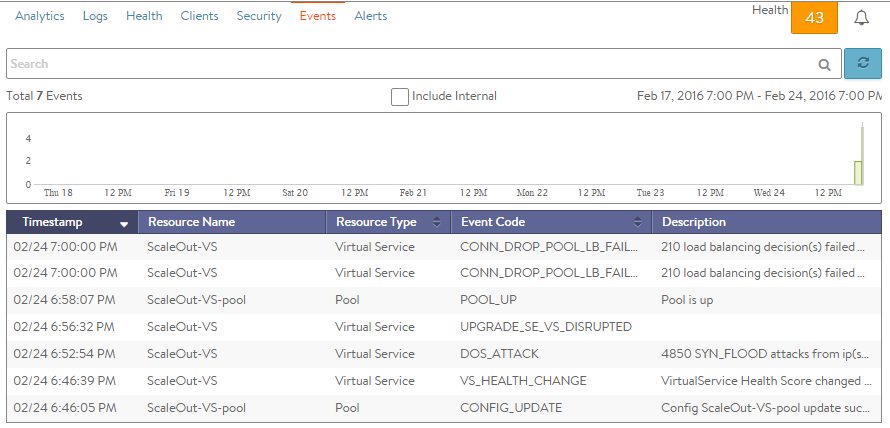 Analytics Logs Health Clients Security Events Alerts Health 43
Search
Total 7 Events Include Internal Feb 17, 2016 7:00 PM - Feb 24, 2016 7:00 PM
4
2
0
Thu 18 12 PM Fri 19 12 PM Sat 20 12 PM Feb 21 12 PM Mon 22 12 PM Tue 23 12 PM Wed 24 12 PM
Timestamp Resource Name Resource Type Event Code Description
02/24 7:00:00 PM ScaleOut-VS Virtual Service CONN_DROP_POOL_LB_FAIL... 210 load balancing decision(s) failed ...
02/24 7:00:00 PM ScaleOut-VS Virtual Service CONN_DROP_POOL_LB_FAIL... 210 load balancing decision(s) failed ...
02/24 6:58:07 PM ScaleOut-VS-pool Pool POOL_UP Pool is up
02/24 6:56:32 PM ScaleOut-VS Virtual Service UPGRADE_SE_VS_DISRUPTED
02/24 6:52:54 PM ScaleOut-VS Virtual Service DOS_ATTACK 4850 SYN_FLOOD attacks from ip(s...
02/24 6:46:39 PM ScaleOut-VS Virtual Service VS_HEALTH_CHANGE VirtualService Health Score changed ...
02/24 6:46:05 PM ScaleOut-VS-pool Pool CONFIG_UPDATE Config ScaleOut-VS-pool update suc...